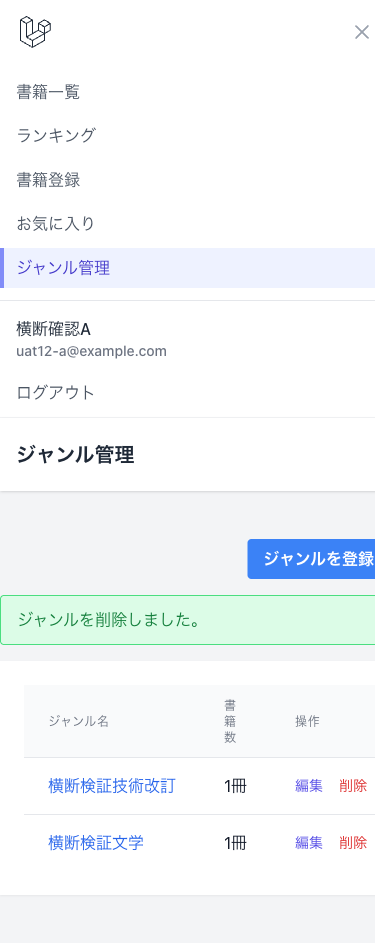 書籍一覧
ランキング
書籍登録
お気に入り
ジャンル管理
横断確認A
uat12-a@example.com
ログアウト
ジャンル管理
ジャンルを登録
ジャンルを削除しました。
ジャンル名 書籍数 操作
横断検証技術改訂 1冊 編集 削除
横断検証文学 1冊 編集 削除